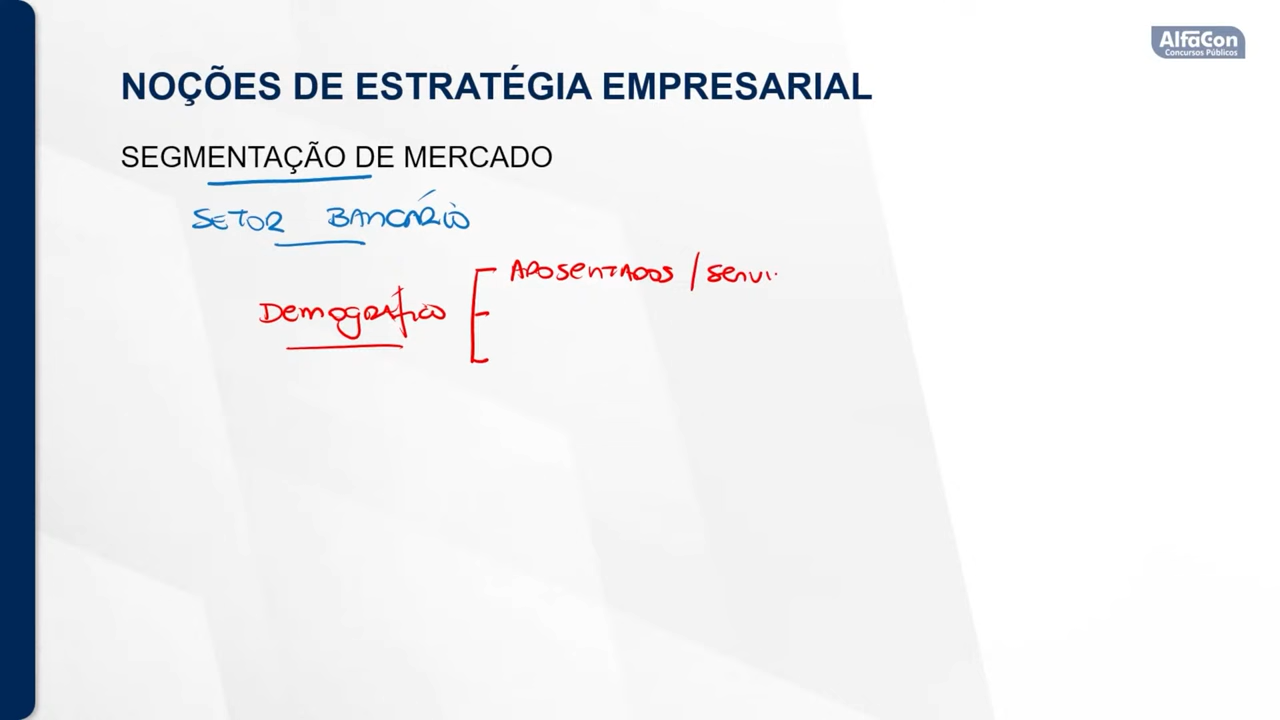 AlfaCon
Concursos Públicos
NOÇÕES DE ESTRATÉGIA EMPRESARIAL
SEGMENTAÇÃO DE MERCADO
SETOR BANCÁRIO
DEMOGRÁFICO
APOSENTADOS / SERVI